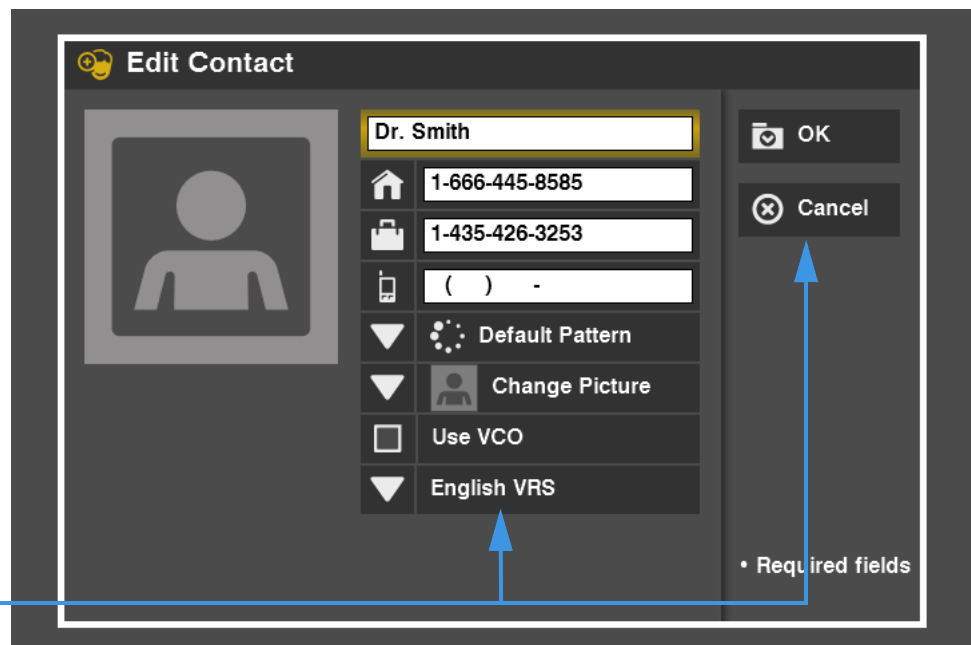 Edit Contact
Dr. Smith
OK
1-666-445-8585
Cancel
1-435-426-3253
( ) -
Default Pattern
Change Picture
Use VCO
English VRS
• Required fields